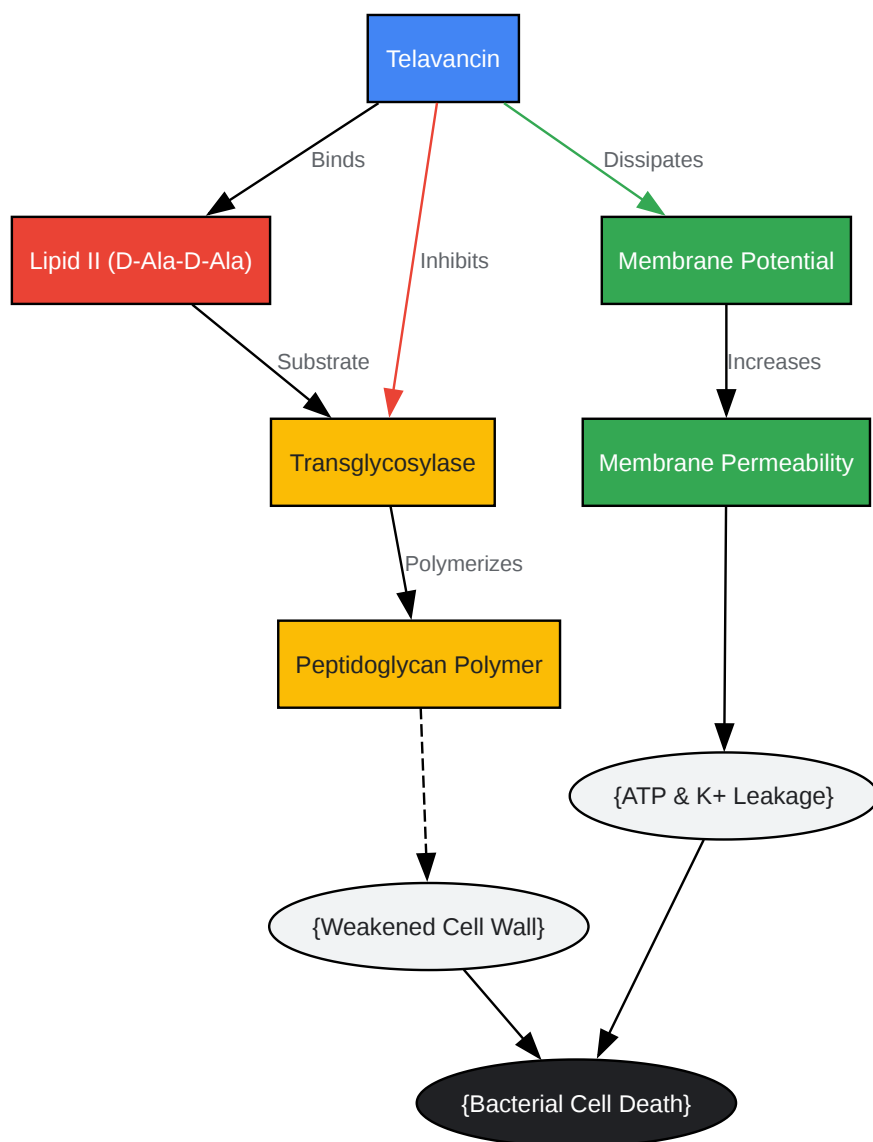 Telavancin
Binds
Dissipates
Lipid II (D-Ala-D-Ala)
Inhibits
Membrane Potential
Substrate
Increases
Transglycosylase
Membrane Permeability
Polymerizes
Peptidoglycan Polymer
{ATP & K+ Leakage}
{Weakened Cell Wall}
{Bacterial Cell Death}